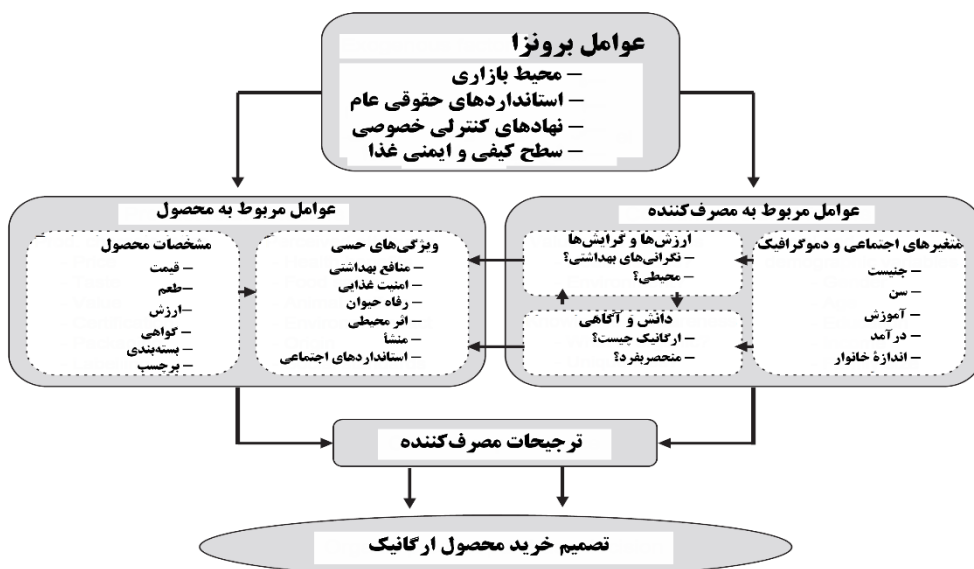 عوامل برونزا
– محیط بازاری
– استانداردهای حقوقی عام
– نهادهای کنترلی خصوصی
– سطح کیفی و ایمنی غذا
عوامل مربوط به مصرف‌کننده
متغیرهای اجتماعی و دموگرافیک
– جنیست
– سن
– آموزش
– درآمد
– اندازهٔ خانوار
ارزش‌ها و گرایش‌ها
– نگرانی‌های بهداشتی؟
– محیطی؟
دانش و آگاهی
– ارگانیک چیست؟
– منحصربفرد؟
عوامل مربوط به محصول
ویژگی‌های حسی
– منافع بهداشتی
– امنیت غذایی
– رفاه حیوان
– اثر محیطی
– منشأ
– استانداردهای اجتماعی
مشخصات محصول
– قیمت
– طعم
– ارزش
– گواهی
– بسته‌بندی
– برچسب
ترجیحات مصرف‌کننده
تصمیم خرید محصول ارگانیک